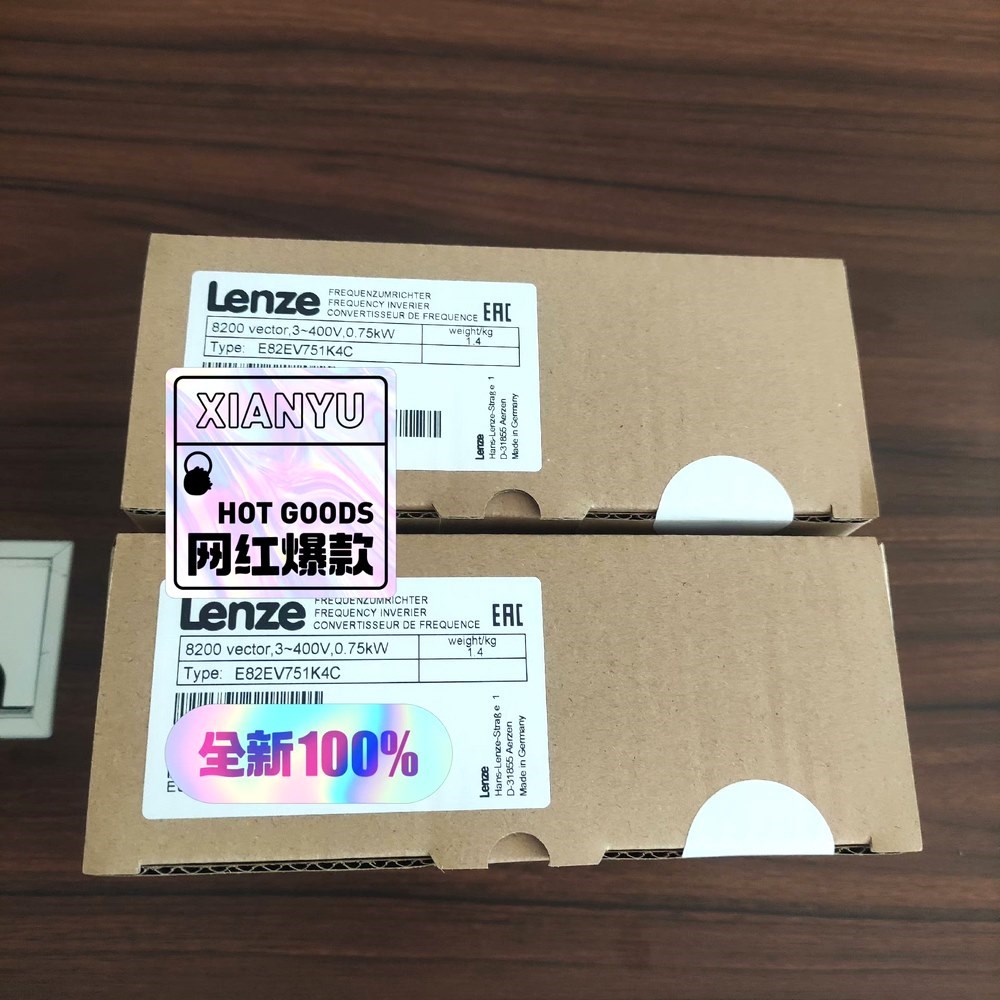 Lenze
FREQUENZUMRICHTER
FREQUENCY INVERIER
CONVERTISSEUR DE FREQUENCE
EAC
8200 vector,3~400V,0.75kW
weight/kg
1.4
Type: E82EV751K4C
Lenze
Hans-Lenze-Straße 1
D-31855 Aerzen
Made in Germany
XIANYU
HOT GOODS
网红爆款
Lenze
FREQUENZUMRICHTER
FREQUENCY INVERIER
CONVERTISSEUR DE FREQUENCE
EAC
8200 vector,3~400V,0.75kW
weight/kg
1.4
Type: E82EV751K4C
Lenze
Hans-Lenze-Straße 1
D-31855 Aerzen
Made in Germany
全新100%